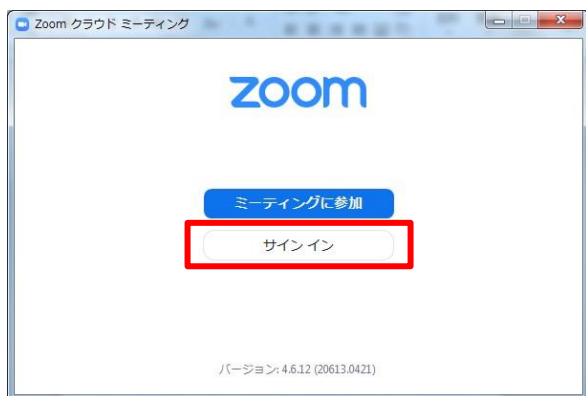 Zoom クラウド ミーティング
zoom
ミーティングに参加
サイン イン
バージョン: 4.6.12 (20613.0421)